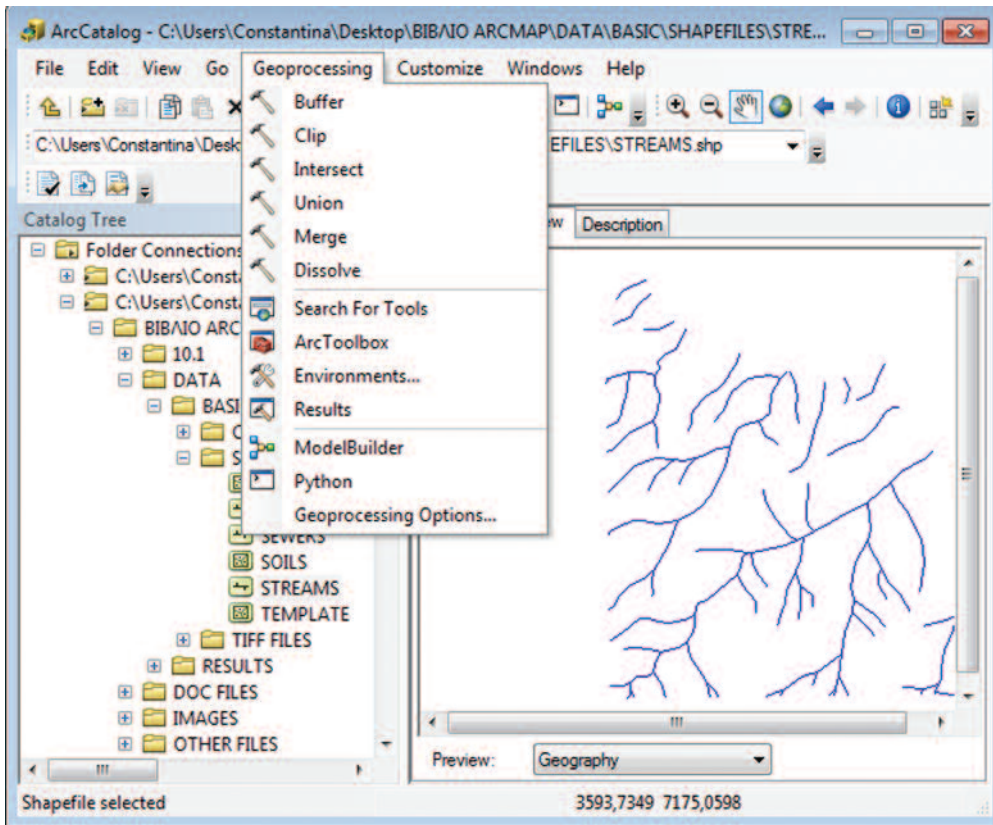 ArcCatalog - C:\Users\Constantina\Desktop\ΒΙΒΛΙΟ ARCMAP\DATA\BASIC\SHAPEFILES\STRE...
File Edit View Go Geoprocessing Customize Windows Help
C:\Users\Constantina\Desk
EFILES\STREAMS.shp
Catalog Tree
Description
Buffer
Clip
Intersect
Union
Merge
Dissolve
Search For Tools
ArcToolbox
Environments...
Results
ModelBuilder
Python
Geoprocessing Options...
Folder Connections
C:\Users\Const
C:\Users\Const
ΒΙΒΛΙΟ ARC
10.1
DATA
BASI
SEWERS
SOILS
STREAMS
TEMPLATE
TIFF FILES
RESULTS
DOC FILES
IMAGES
OTHER FILES
Preview: Geography
Shapefile selected 3593,7349 7175,0598